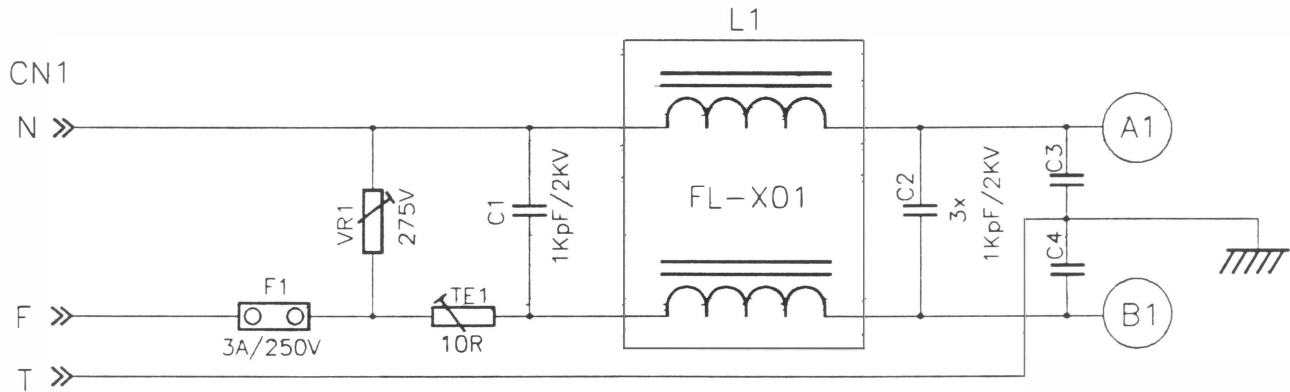 L1
CN1
N
A1
C3
C1
1KpF/2KV
FL-X01
C2
3x
1KpF/2KV
VR1
275V
C4
F1
TE1
F
B1
3A/250V
10R
T